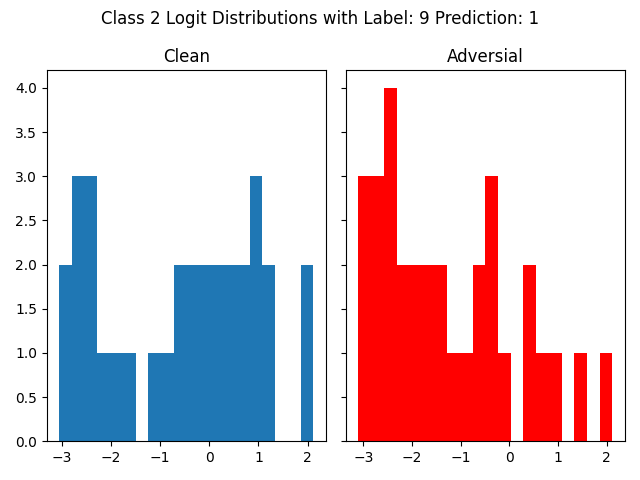 Class 2 Logit Distributions with Label: 9 Prediction: 1
Clean
Adversial
4.0
3.5
3.0
2.5
2.0
1.5
1.0
0.5
0.0
−3 −2 −1 0 1 2
−3 −2 −1 0 1 2